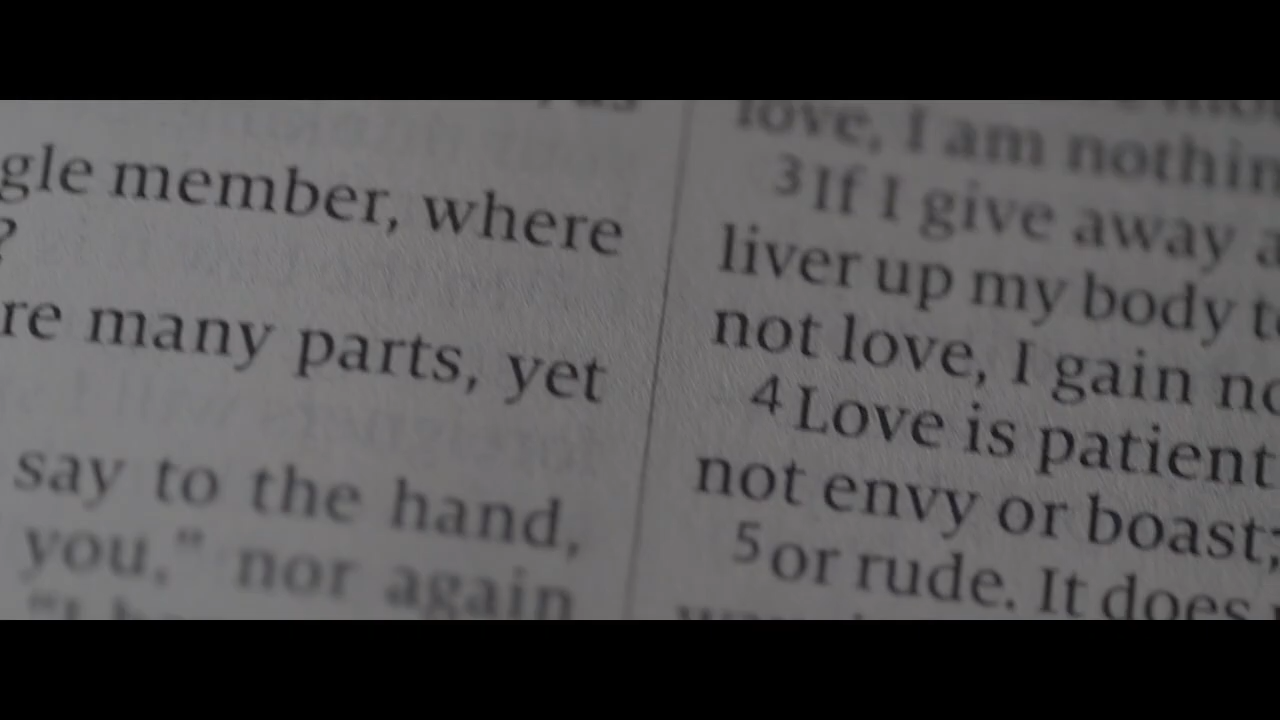 gle member, where
?
re many parts, yet
say to the hand,
you," nor again
love, I am nothin
3 If I give away a
liver up my body t
not love, I gain no
4 Love is patient
not envy or boast;
5 or rude. It does